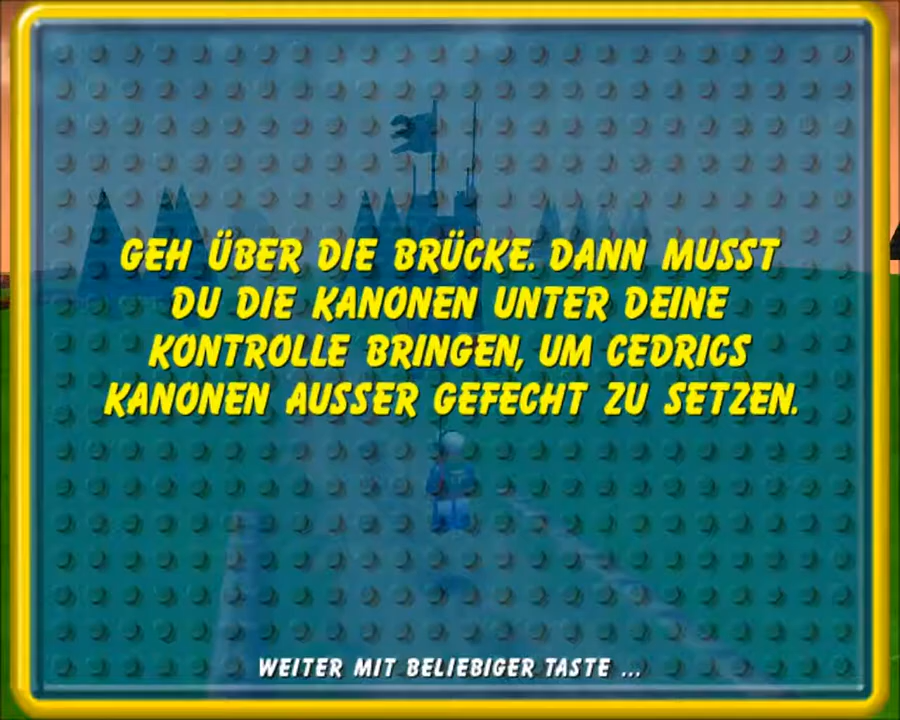 GEH ÜBER DIE BRÜCKE. DANN MUSST
DU DIE KANONEN UNTER DEINE
KONTROLLE BRINGEN, UM CEDRICS
KANONEN AUSSER GEFECHT ZU SETZEN.
WEITER MIT BELIEBIGER TASTE ...